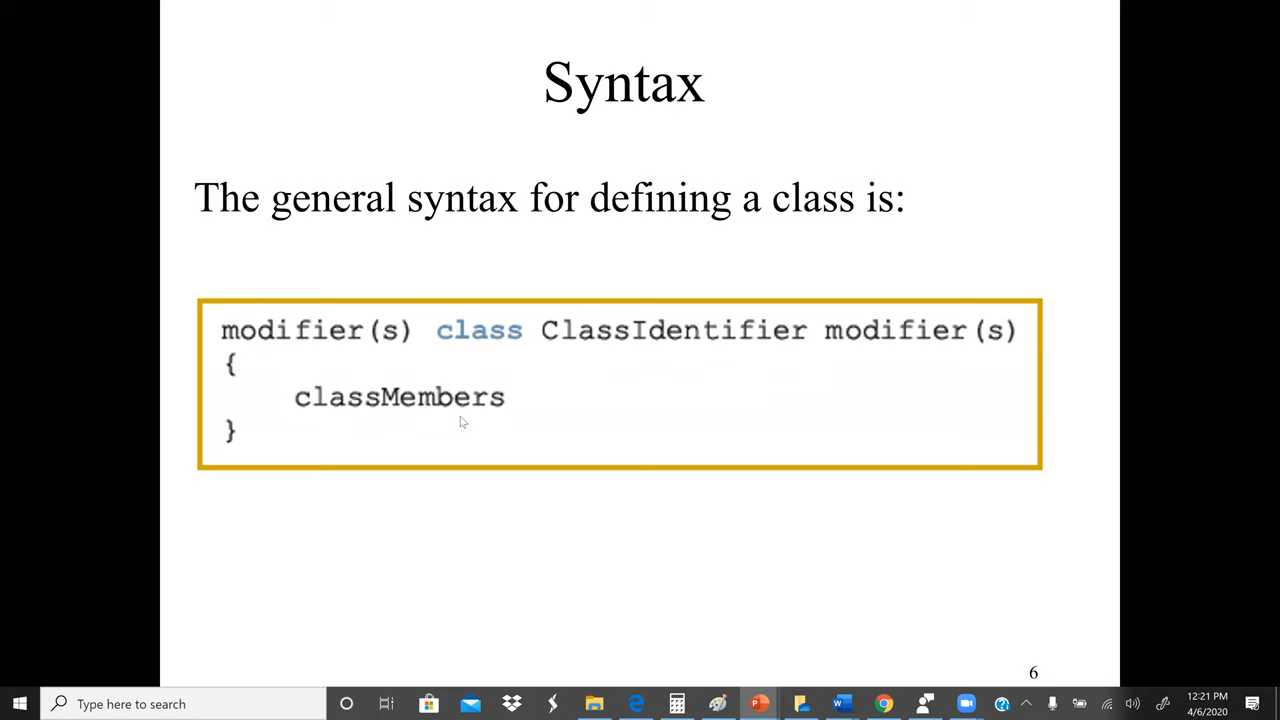 Syntax
The general syntax for defining a class is:
modifier(s) class ClassIdentifier modifier(s)
{
classMembers
}
6
Type here to search
12:21 PM
4/6/2020